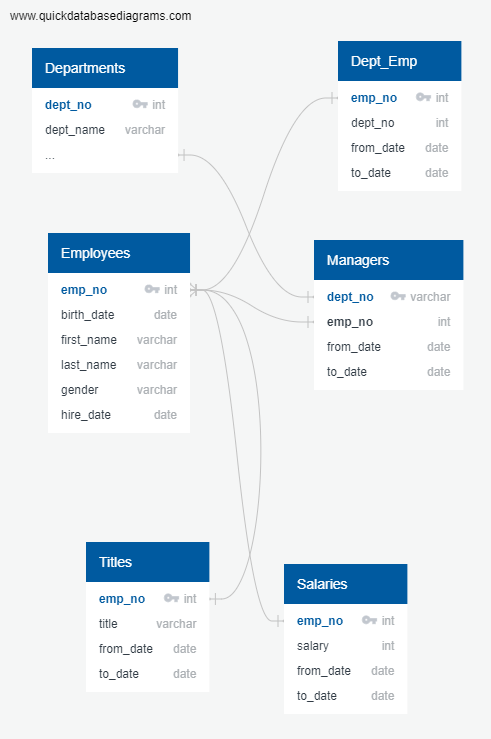 www.quickdatabasediagrams.com
Departments
dept_no int
dept_name varchar
...
Dept_Emp
emp_no int
dept_no int
from_date date
to_date date
Employees
emp_no int
birth_date date
first_name varchar
last_name varchar
gender varchar
hire_date date
Managers
dept_no varchar
emp_no int
from_date date
to_date date
Titles
emp_no int
title varchar
from_date date
to_date date
Salaries
emp_no int
salary int
from_date date
to_date date